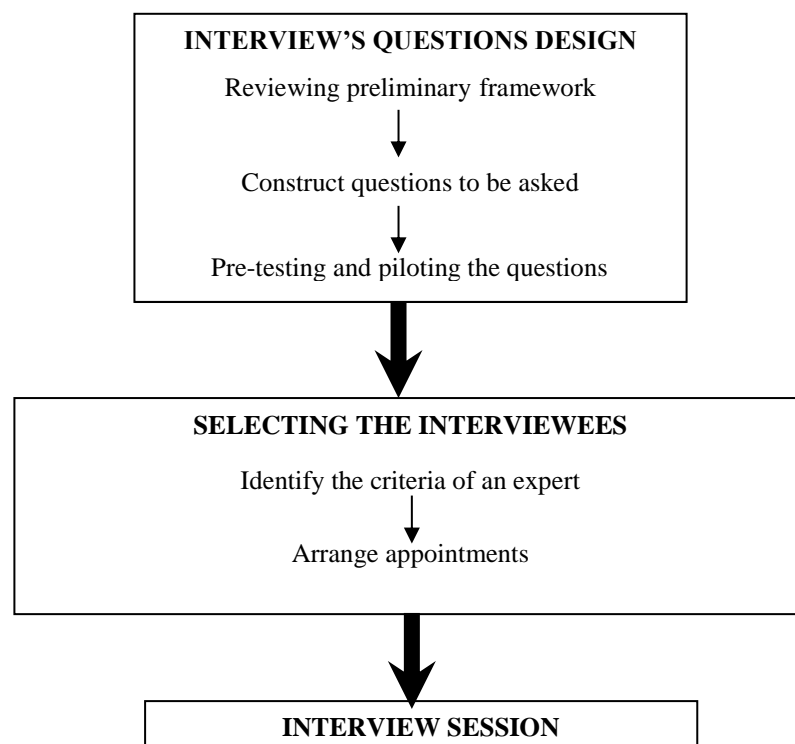 INTERVIEW’S QUESTIONS DESIGN
Reviewing preliminary framework
Construct questions to be asked
Pre-testing and piloting the questions
SELECTING THE INTERVIEWEES
Identify the criteria of an expert
Arrange appointments
INTERVIEW SESSION